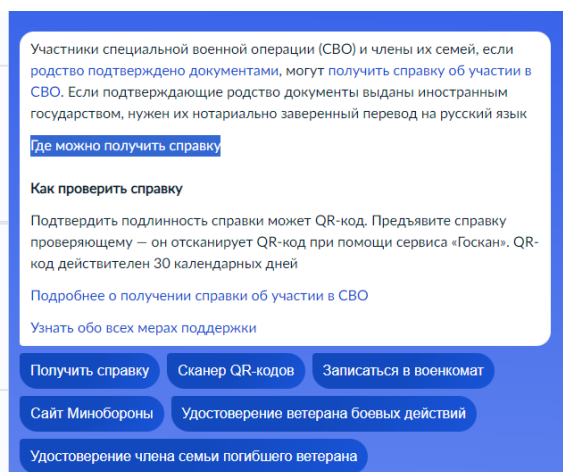 Участники специальной военной операции (СВО) и члены их семей, если
родство подтверждено документами, могут получить справку об участии в
СВО. Если подтверждающие родство документы выданы иностранным
государством, нужен их нотариально заверенный перевод на русский язык
Где можно получить справку
Как проверить справку
Подтвердить подлинность справки может QR-код. Предъявите справку
проверяющему — он отсканирует QR-код при помощи сервиса «Госкан». QR-
код действителен 30 календарных дней
Подробнее о получении справки об участии в СВО
Узнать обо всех мерах поддержки
Получить справку Сканер QR-кодов Записаться в военкомат
Сайт Минобороны Удостоверение ветерана боевых действий
Удостоверение члена семьи погибшего ветерана